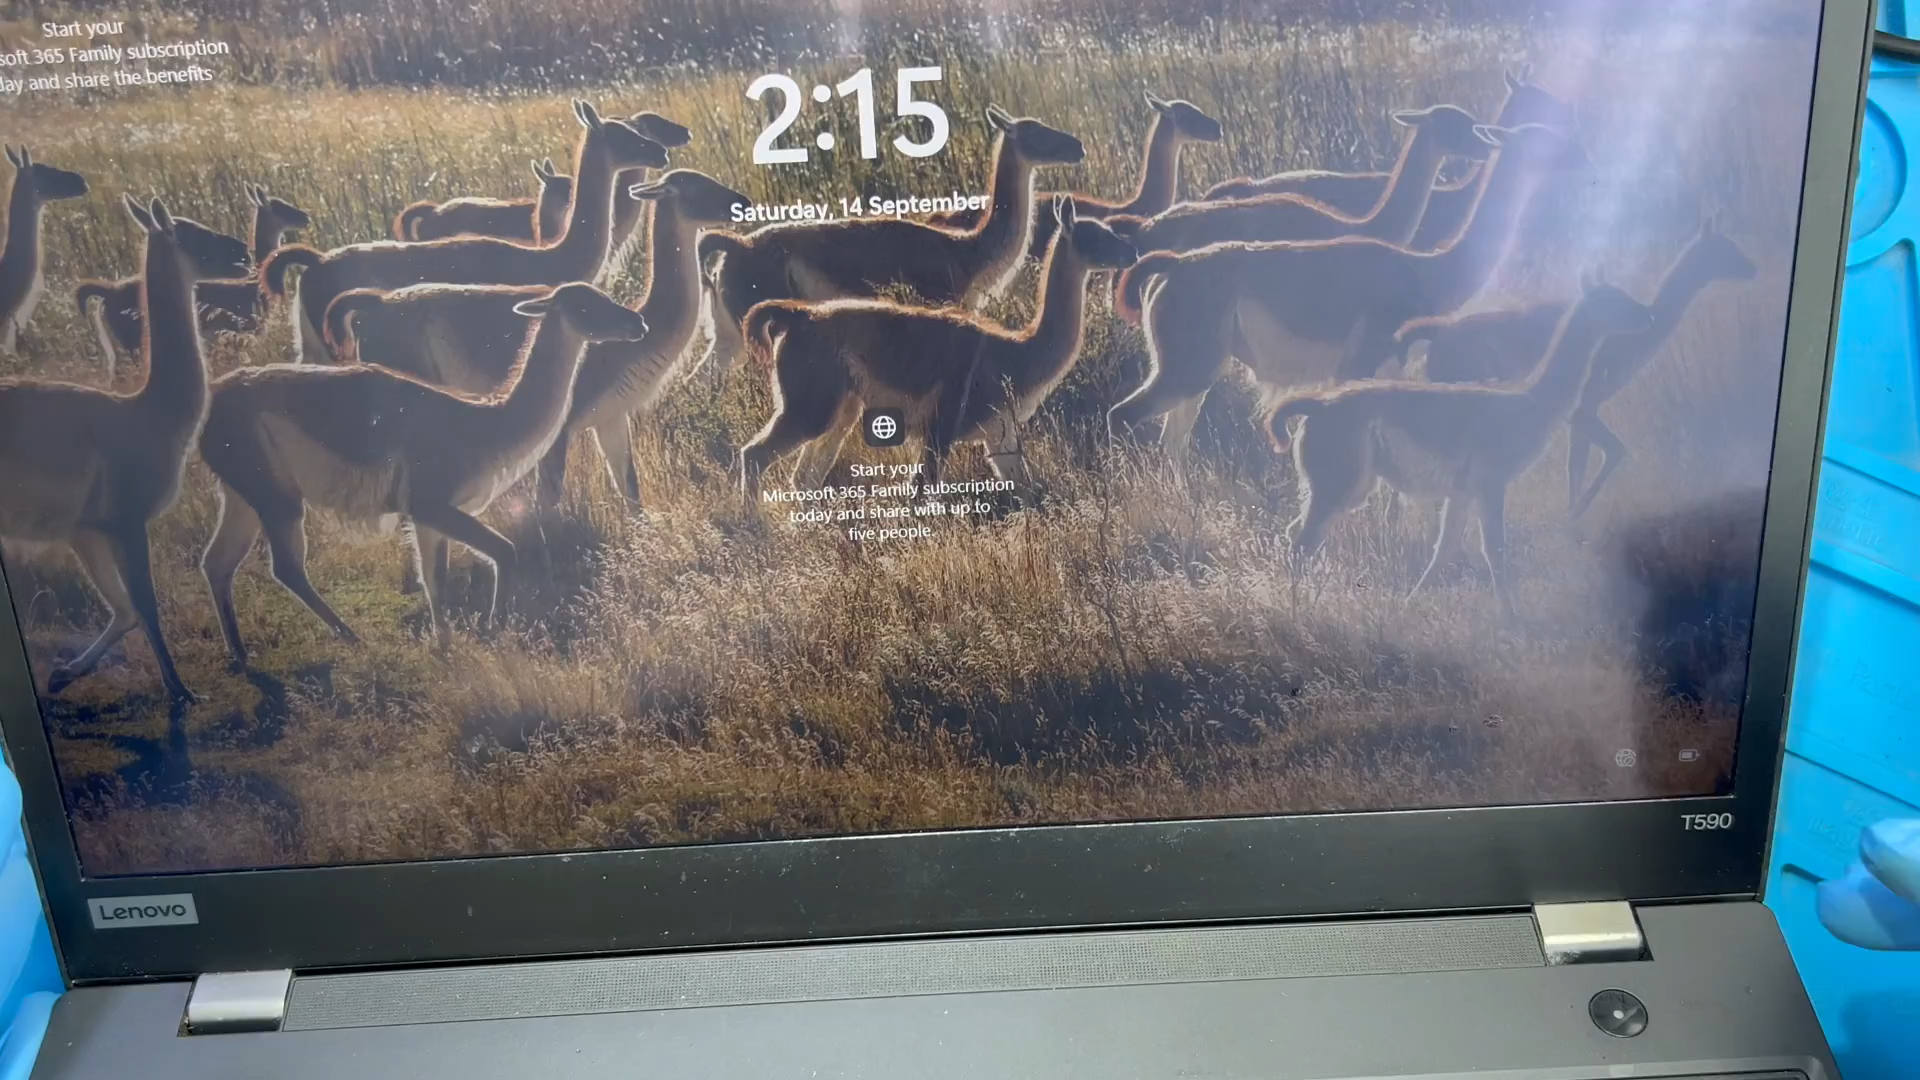 Start your
soft 365 Family subscription
day and share the benefits
2:15
Saturday, 14 September
Start your
Microsoft 365 Family subscription
today and share with up to
five people.
T590
Lenovo